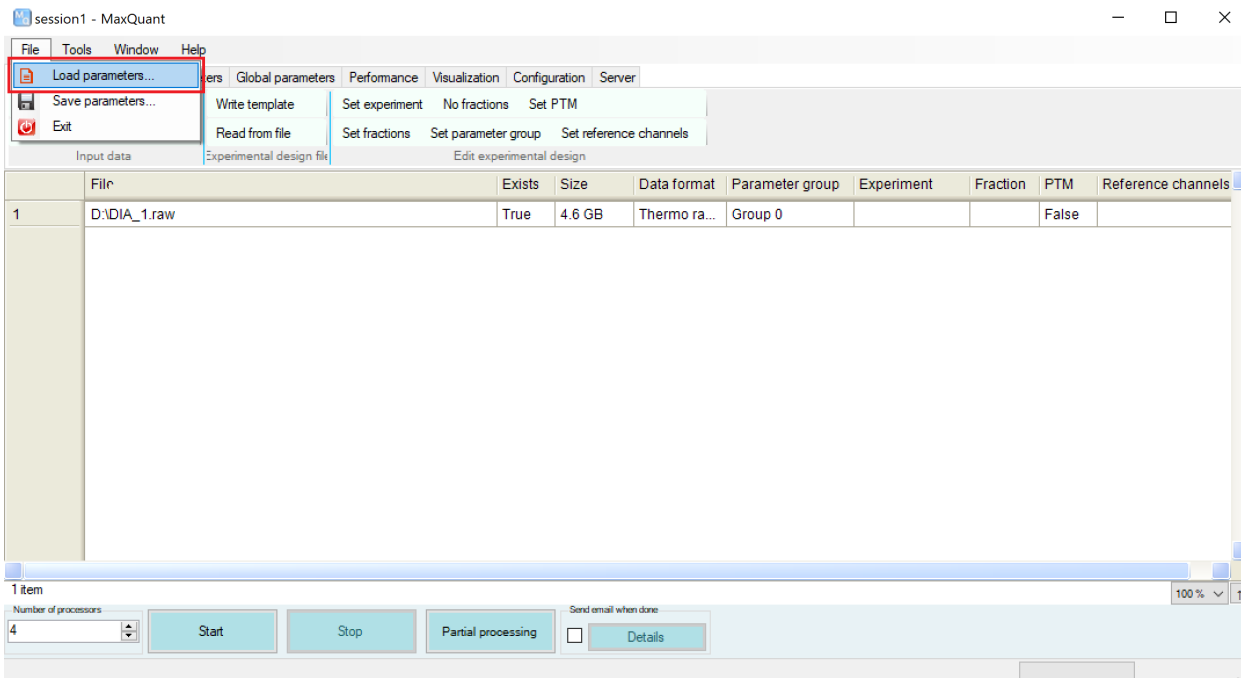 session1 - MaxQuant
File Tools Window Help
Load parameters...
Save parameters...
Exit
ers Global parameters Performance Visualization Configuration Server
Write template Set experiment No fractions Set PTM
Read from file Set fractions Set parameter group Set reference channels
Input data Experimental design file Edit experimental design
File Exists Size Data format Parameter group Experiment Fraction PTM Reference channels
1 D:\DIA_1.raw True 4.6 GB Thermo ra... Group 0 False
1 item
100 %
Number of processors Send email when done
4 Start Stop Partial processing Details